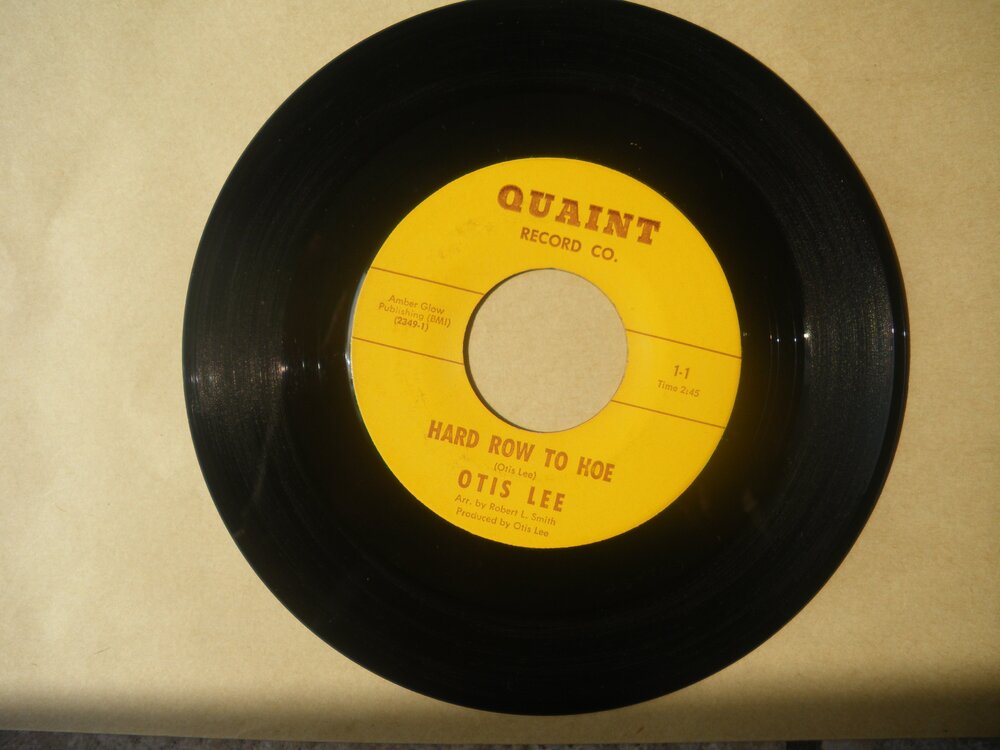 QUAINT
RECORD CO.
Amber Glow
Publishing (BMI)
(2349-1)
1-1
Time 2:45
HARD ROW TO HOE
(Otis Lee)
OTIS LEE
Arr. by Robert L. Smith
Produced by Otis Lee